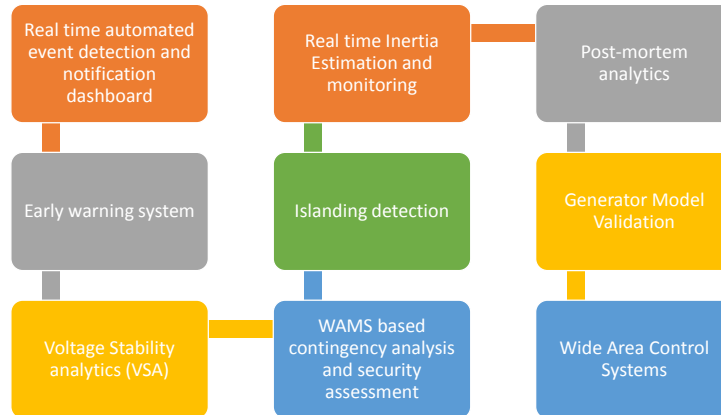 Real time automated
event detection and
notification
dashboard
Early warning system
Voltage Stability
analytics (VSA)
WAMS based
contingency analysis
and security
assessment
Islanding detection
Real time Inertia
Estimation and
monitoring
Post-mortem
analytics
Generator Model
Validation
Wide Area Control
Systems